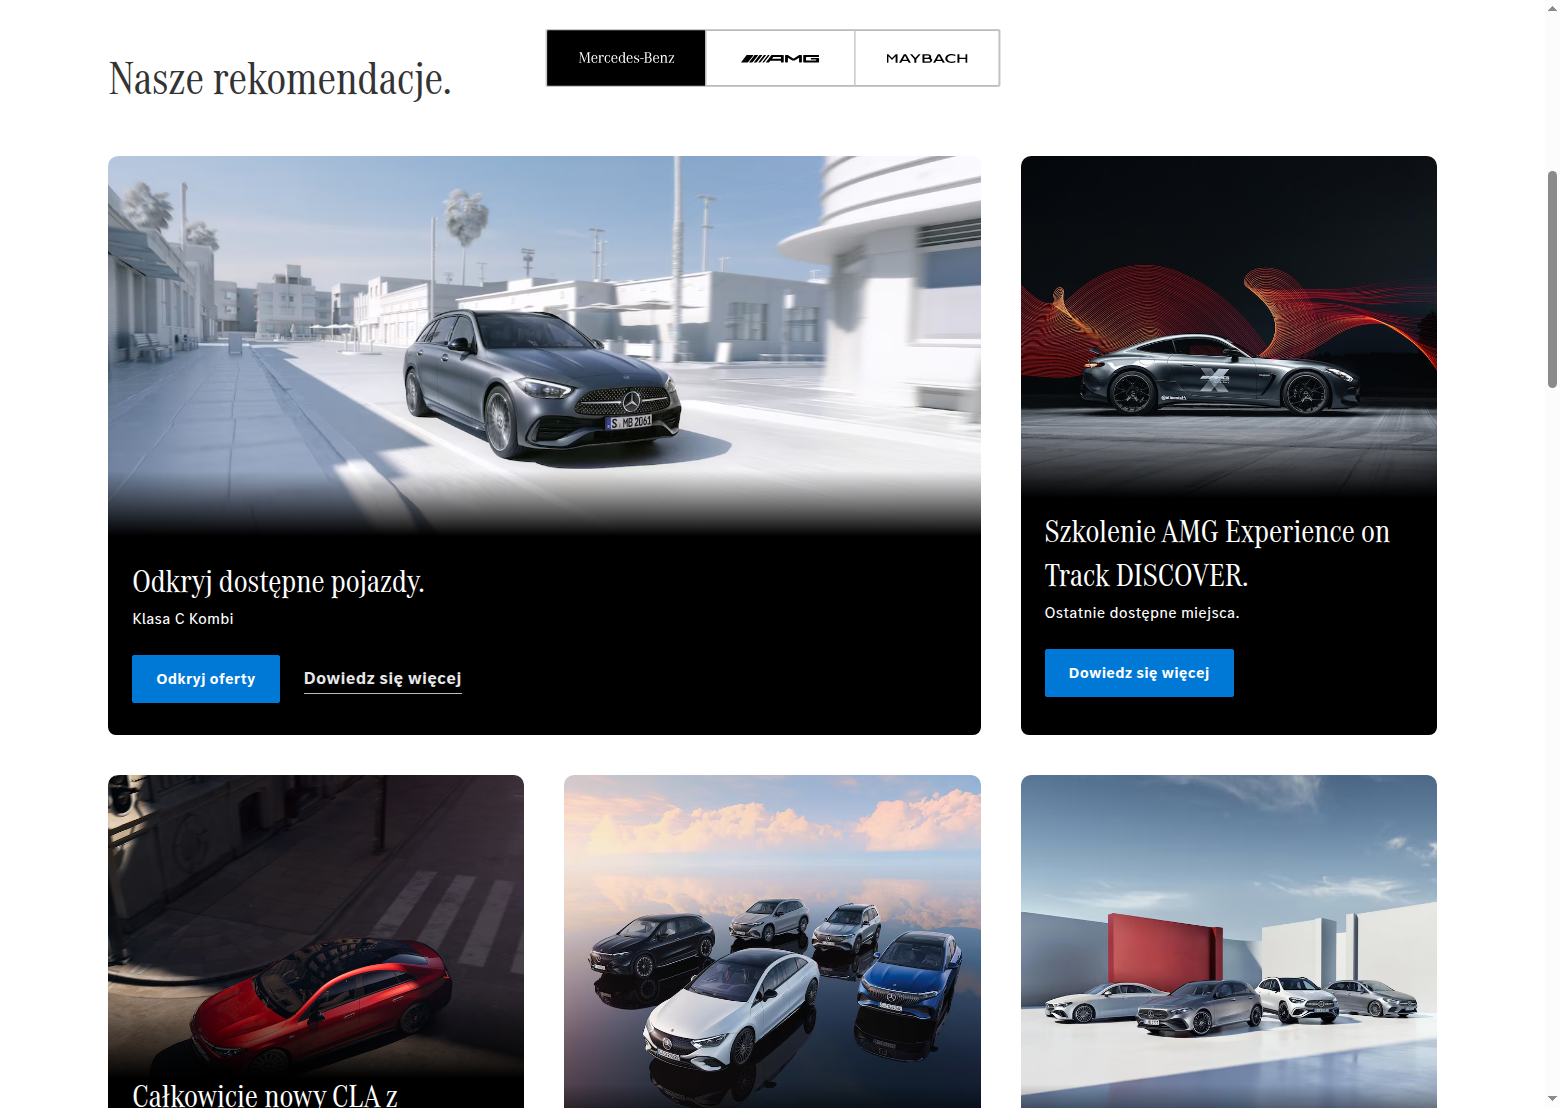 Nasze rekomendacje.
Mercedes-Benz
AMG
MAYBACH
S MB 2061
Odkryj dostępne pojazdy.
Klasa C Kombi
Odkryj oferty
Dowiedz się więcej
AMG
Szkolenie AMG Experience on
Track DISCOVER.
Ostatnie dostępne miejsca.
Dowiedz się więcej
Całkowicie nowy CLA z